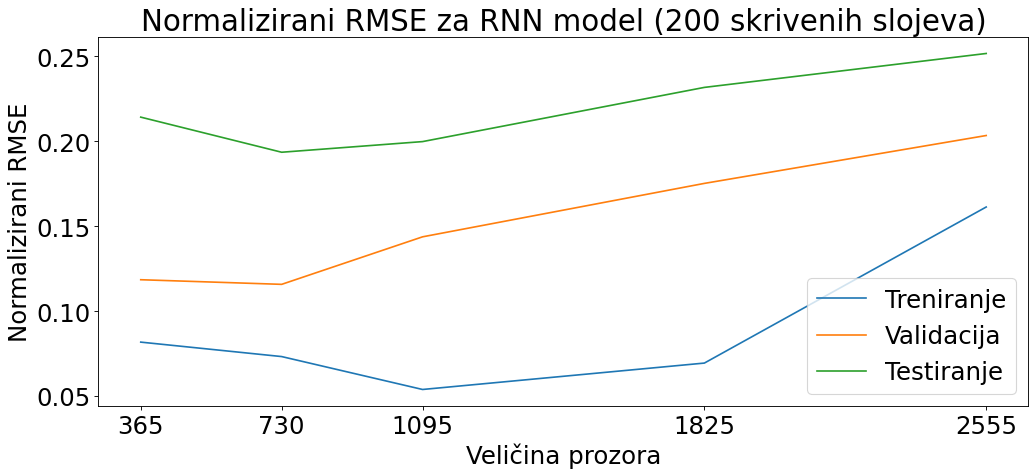 Normalizirani RMSE za RNN model (200 skrivenih slojeva)
Normalizirani RMSE
0.25
0.20
0.15
0.10
0.05
365 730 1095 1825 2555
Veličina prozora
Treniranje
Validacija
Testiranje